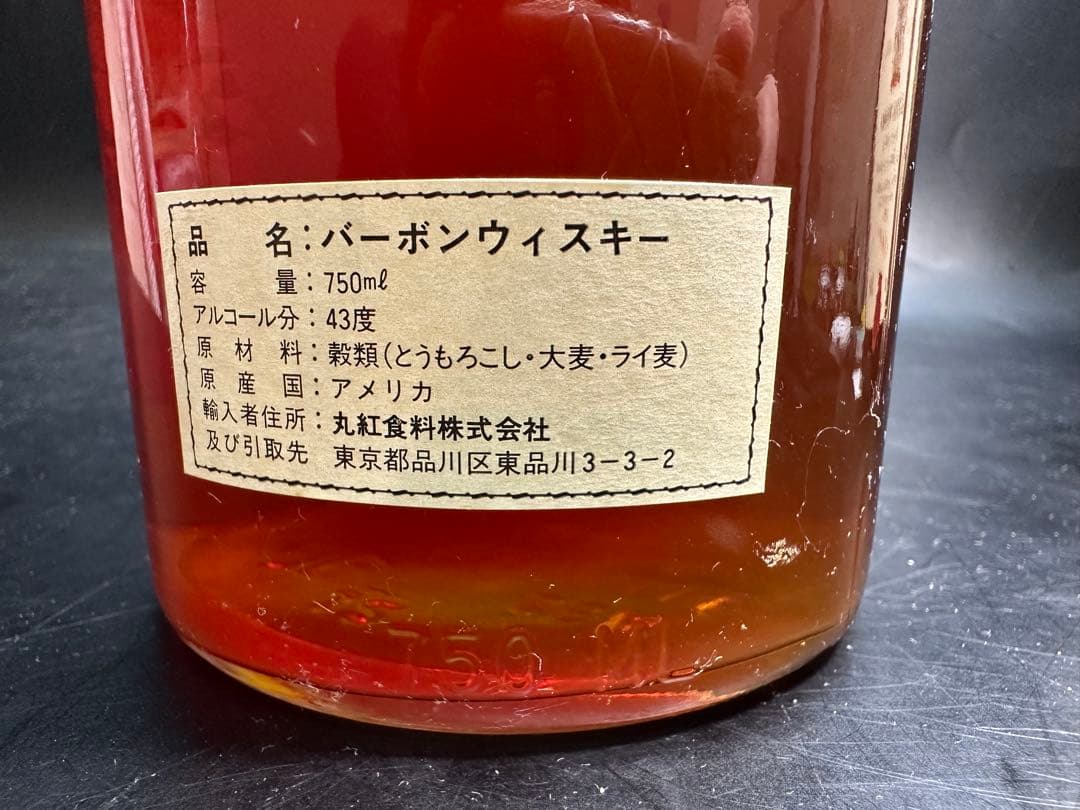 品名：バーボンウィスキー
容量：750mℓ
アルコール分：43度
原材料：穀類（とうもろこし・大麦・ライ麦）
原産国：アメリカ
輸入者住所：丸紅食料株式会社
及び引取先 東京都品川区東品川3－3－2
750 ML